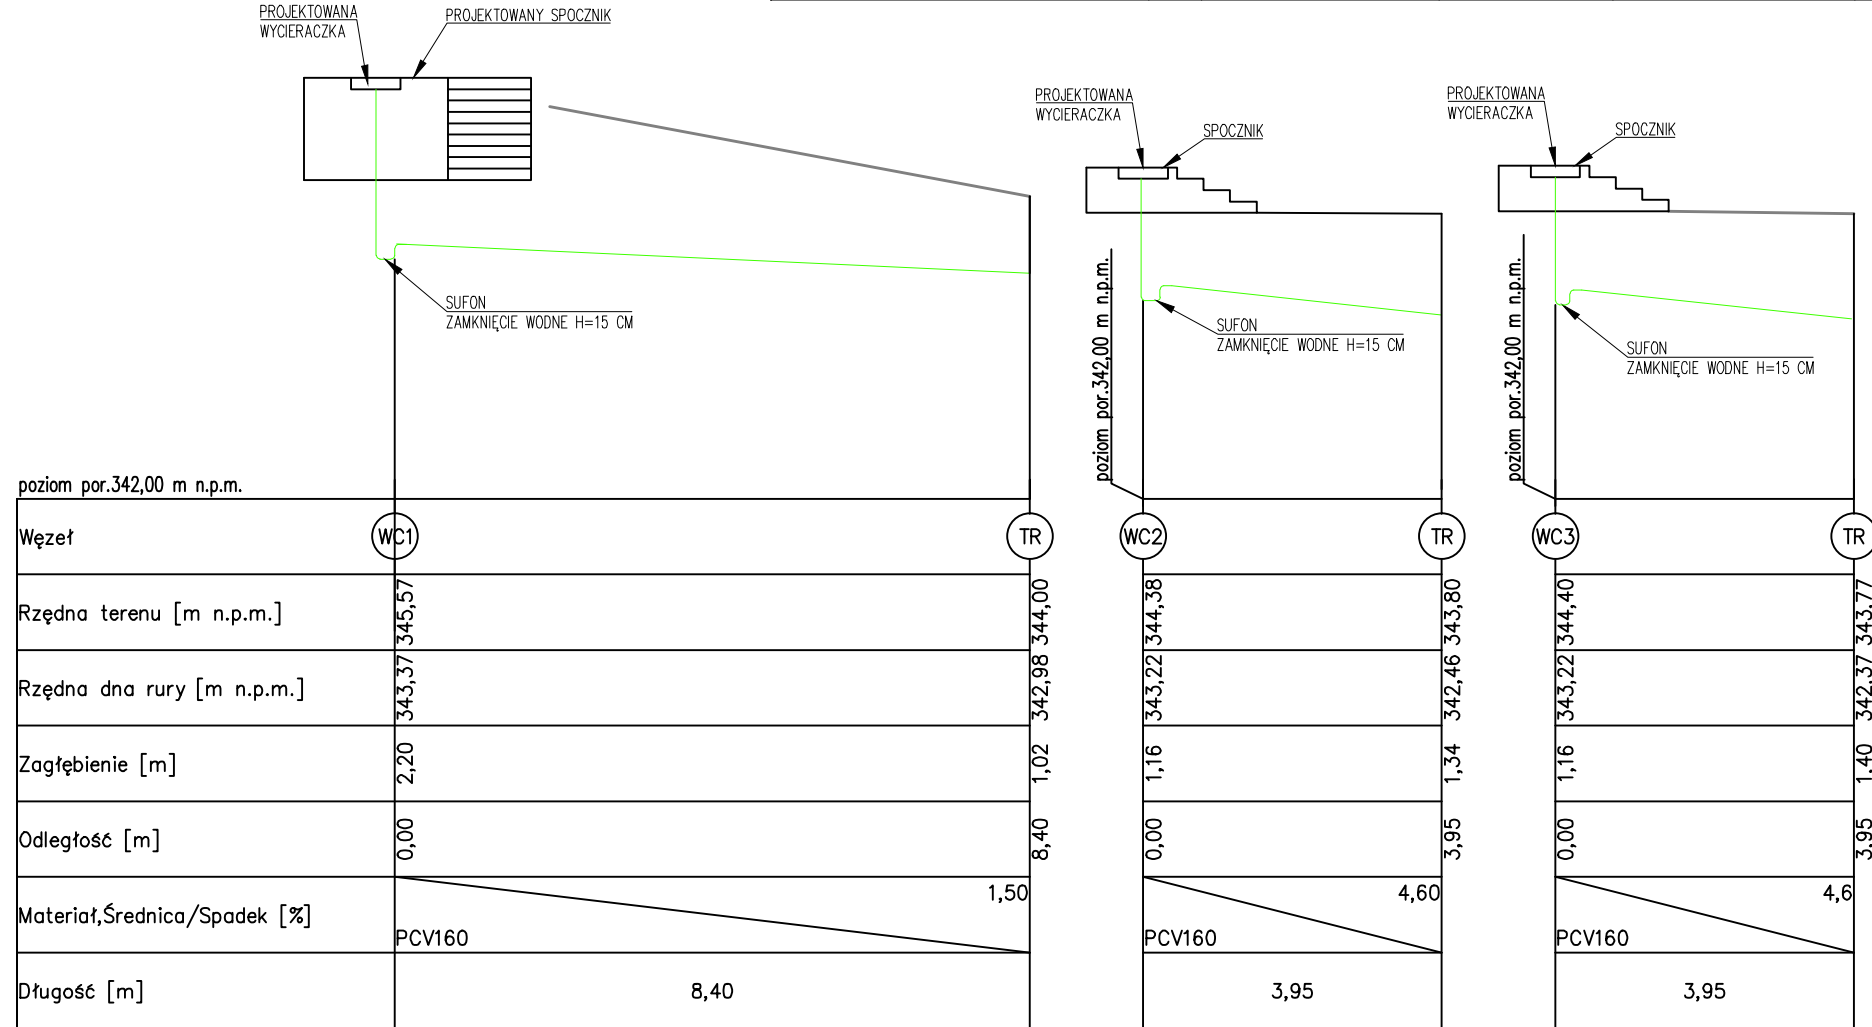 PROJEKTOWANA
WYCIERACZKA
PROJEKTOWANY SPOCZNIK
PROJEKTOWANA
WYCIERACZKA
SPOCZNIK
PROJEKTOWANA
WYCIERACZKA
SPOCZNIK
SUFON
ZAMKNIĘCIE WODNE H=15 CM
SUFON
ZAMKNIĘCIE WODNE H=15 CM
SUFON
ZAMKNIĘCIE WODNE H=15 CM
poziom por.342,00 m n.p.m.
poziom por.342,00 m n.p.m.
poziom por.342,00 m n.p.m.
Węzeł WC1 TR WC2 TR WC3 TR
Rzędna terenu [m n.p.m.] 345,57 344,00 344,38 343,80 344,40 343,77
Rzędna dna rury [m n.p.m.] 343,37 342,98 343,22 342,46 343,22 342,37
Zagłębienie [m] 2,20 1,02 1,16 1,34 1,16 1,40
Odległość [m] 0,00 8,40 0,00 3,95 0,00 3,95
Materiał,Średnica/Spadek [%] PCV160 1,50 PCV160 4,60 PCV160 4,6
Długość [m] 8,40 3,95 3,95